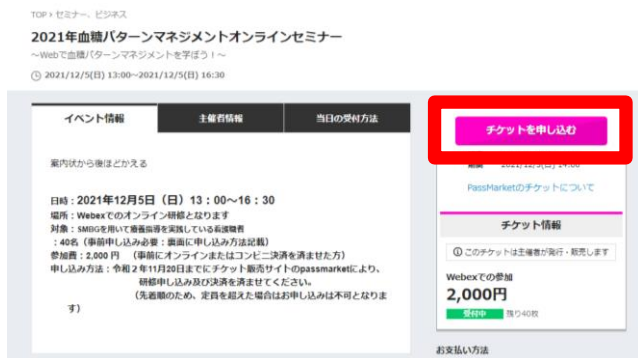 TOP › セミナー、ビジネス
2021年血糖パターンマネジメントオンラインセミナー
～Webで血糖パターンマネジメントを学ぼう！～
2021/12/5(日) 13:00～2021/12/5(日) 16:30
イベント情報
主催者情報
当日の受付方法
案内状から後ほどかえる
日時：2021年12月5日（日）13：00～16：30
場所：Webexでのオンライン研修となります
対象：SMBGを用いて療養指導を実践している看護職者
：40名（事前申し込み必要：裏面に申し込み方法記載）
参加費：2,000 円　（事前にオンラインまたはコンビニ決済を済ませた方）
申し込み方法：令和２年11月20日までにチケット販売サイトのpassmarketにより、
研修申し込み及び決済を済ませてください。
（先着順のため、定員を超えた場合はお申し込みは不可となりま
す）
チケットを申し込む
2021/12/5(日) 14:00
PassMarketのチケットについて
チケット情報
このチケットは主催者が発行・販売します
Webexでの参加
2,000円
受付中 残り40枚
お支払い方法